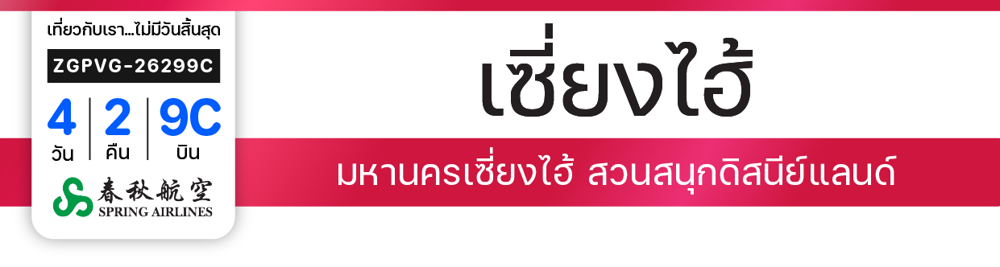 เที่ยวกับเรา...ไม่มีวันสิ้นสุด
ZGPVG-26299C
4 2 9C
วัน คืน บิน
春秋航空
SPRING AIRLINES
เซี่ยงไฮ้
มหานครเซี่ยงไฮ้ สวนสนุกดิสนีย์แลนด์